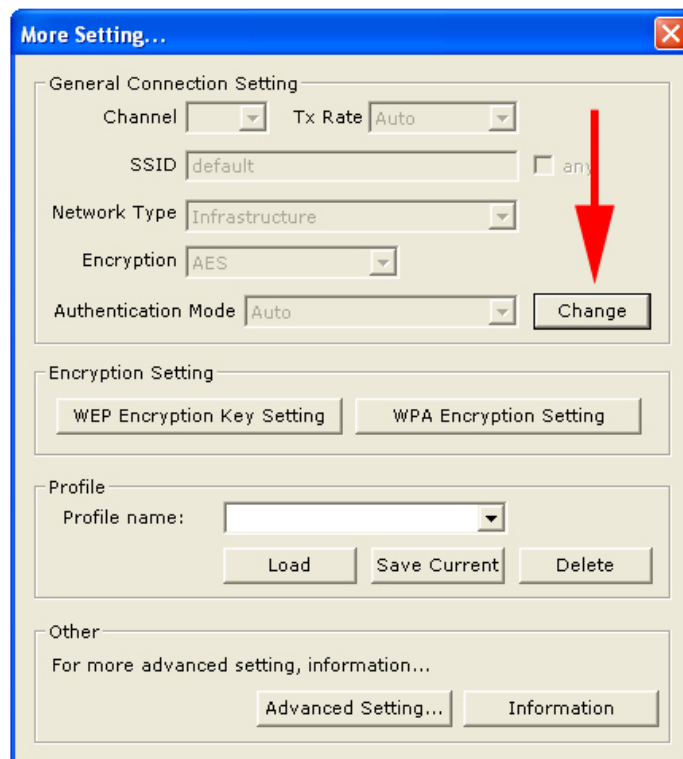 More Setting...
General Connection Setting
Channel Tx Rate Auto
SSID default any
Network Type Infrastructure
Encryption AES
Authentication Mode Auto Change
Encryption Setting
WEP Encryption Key Setting WPA Encryption Setting
Profile
Profile name:
Load Save Current Delete
Other
For more advanced setting, information...
Advanced Setting... Information